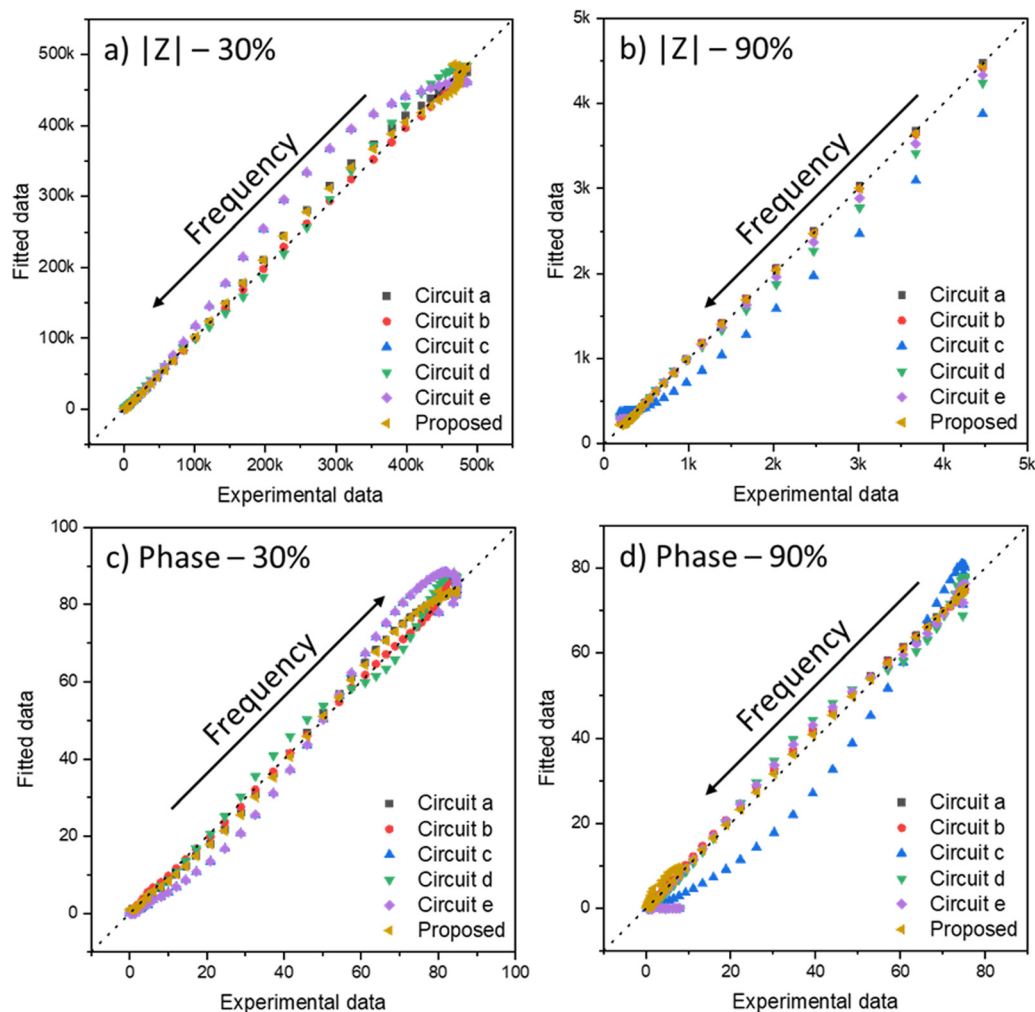 a) |Z| – 30%
500k
400k
300k
200k
100k
0
Fitted data
Frequency
Circuit a
Circuit b
Circuit c
Circuit d
Circuit e
Proposed
0 100k 200k 300k 400k 500k
Experimental data
b) |Z| – 90%
5k
4k
3k
2k
1k
0
Fitted data
Frequency
Circuit a
Circuit b
Circuit c
Circuit d
Circuit e
Proposed
0 1k 2k 3k 4k 5k
Experimental data
c) Phase – 30%
100
80
60
40
20
0
Fitted data
Frequency
Circuit a
Circuit b
Circuit c
Circuit d
Circuit e
Proposed
0 20 40 60 80 100
Experimental data
d) Phase – 90%
80
60
40
20
0
Fitted data
Frequency
Circuit a
Circuit b
Circuit c
Circuit d
Circuit e
Proposed
0 20 40 60 80
Experimental data